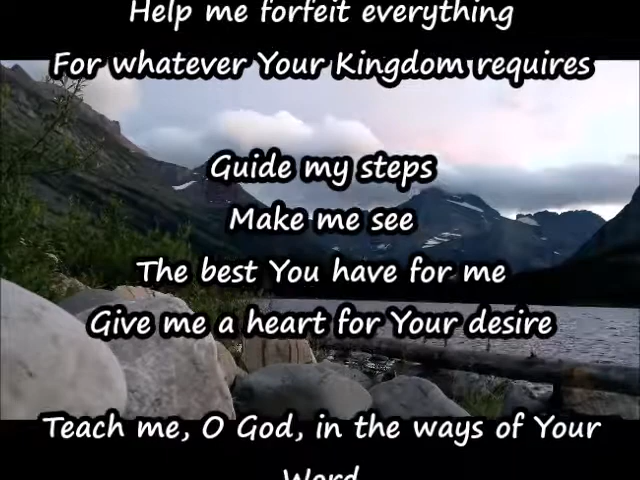 Help me forfeit everything
For whatever Your Kingdom requires
Guide my steps
Make me see
The best You have for me
Give me a heart for Your desire
Teach me, O God, in the ways of Your
Word